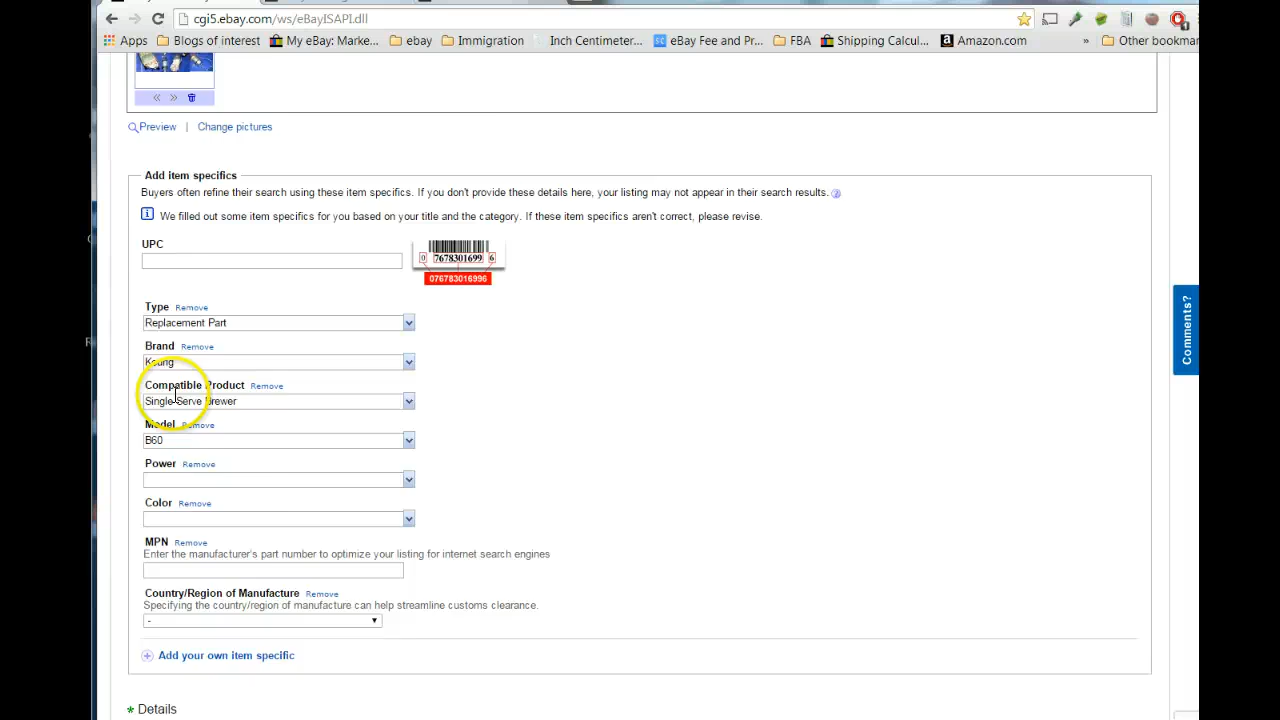 cgi5.ebay.com/ws/eBayISAPI.dll
Apps Blogs of interest My eBay: Marke... ebay Immigration Inch Centimeter... eBay Fee and Pr... FBA Shipping Calcul... Amazon.com » Other bookmar
Preview | Change pictures
Add item specifics
Buyers often refine their search using these item specifics. If you don't provide these details here, your listing may not appear in their search results.
We filled out some item specifics for you based on your title and the category. If these item specifics aren't correct, please revise.
UPC
0 7678301699 6
076783016996
Type Remove
Replacement Part
Brand Remove
Compatible Product Remove
Single Serve Brewer
Model Remove
B60
Power Remove
Color Remove
MPN Remove
Enter the manufacturer's part number to optimize your listing for internet search engines
Country/Region of Manufacture Remove
Specifying the country/region of manufacture can help streamline customs clearance.
-
Add your own item specific
* Details
Comments?